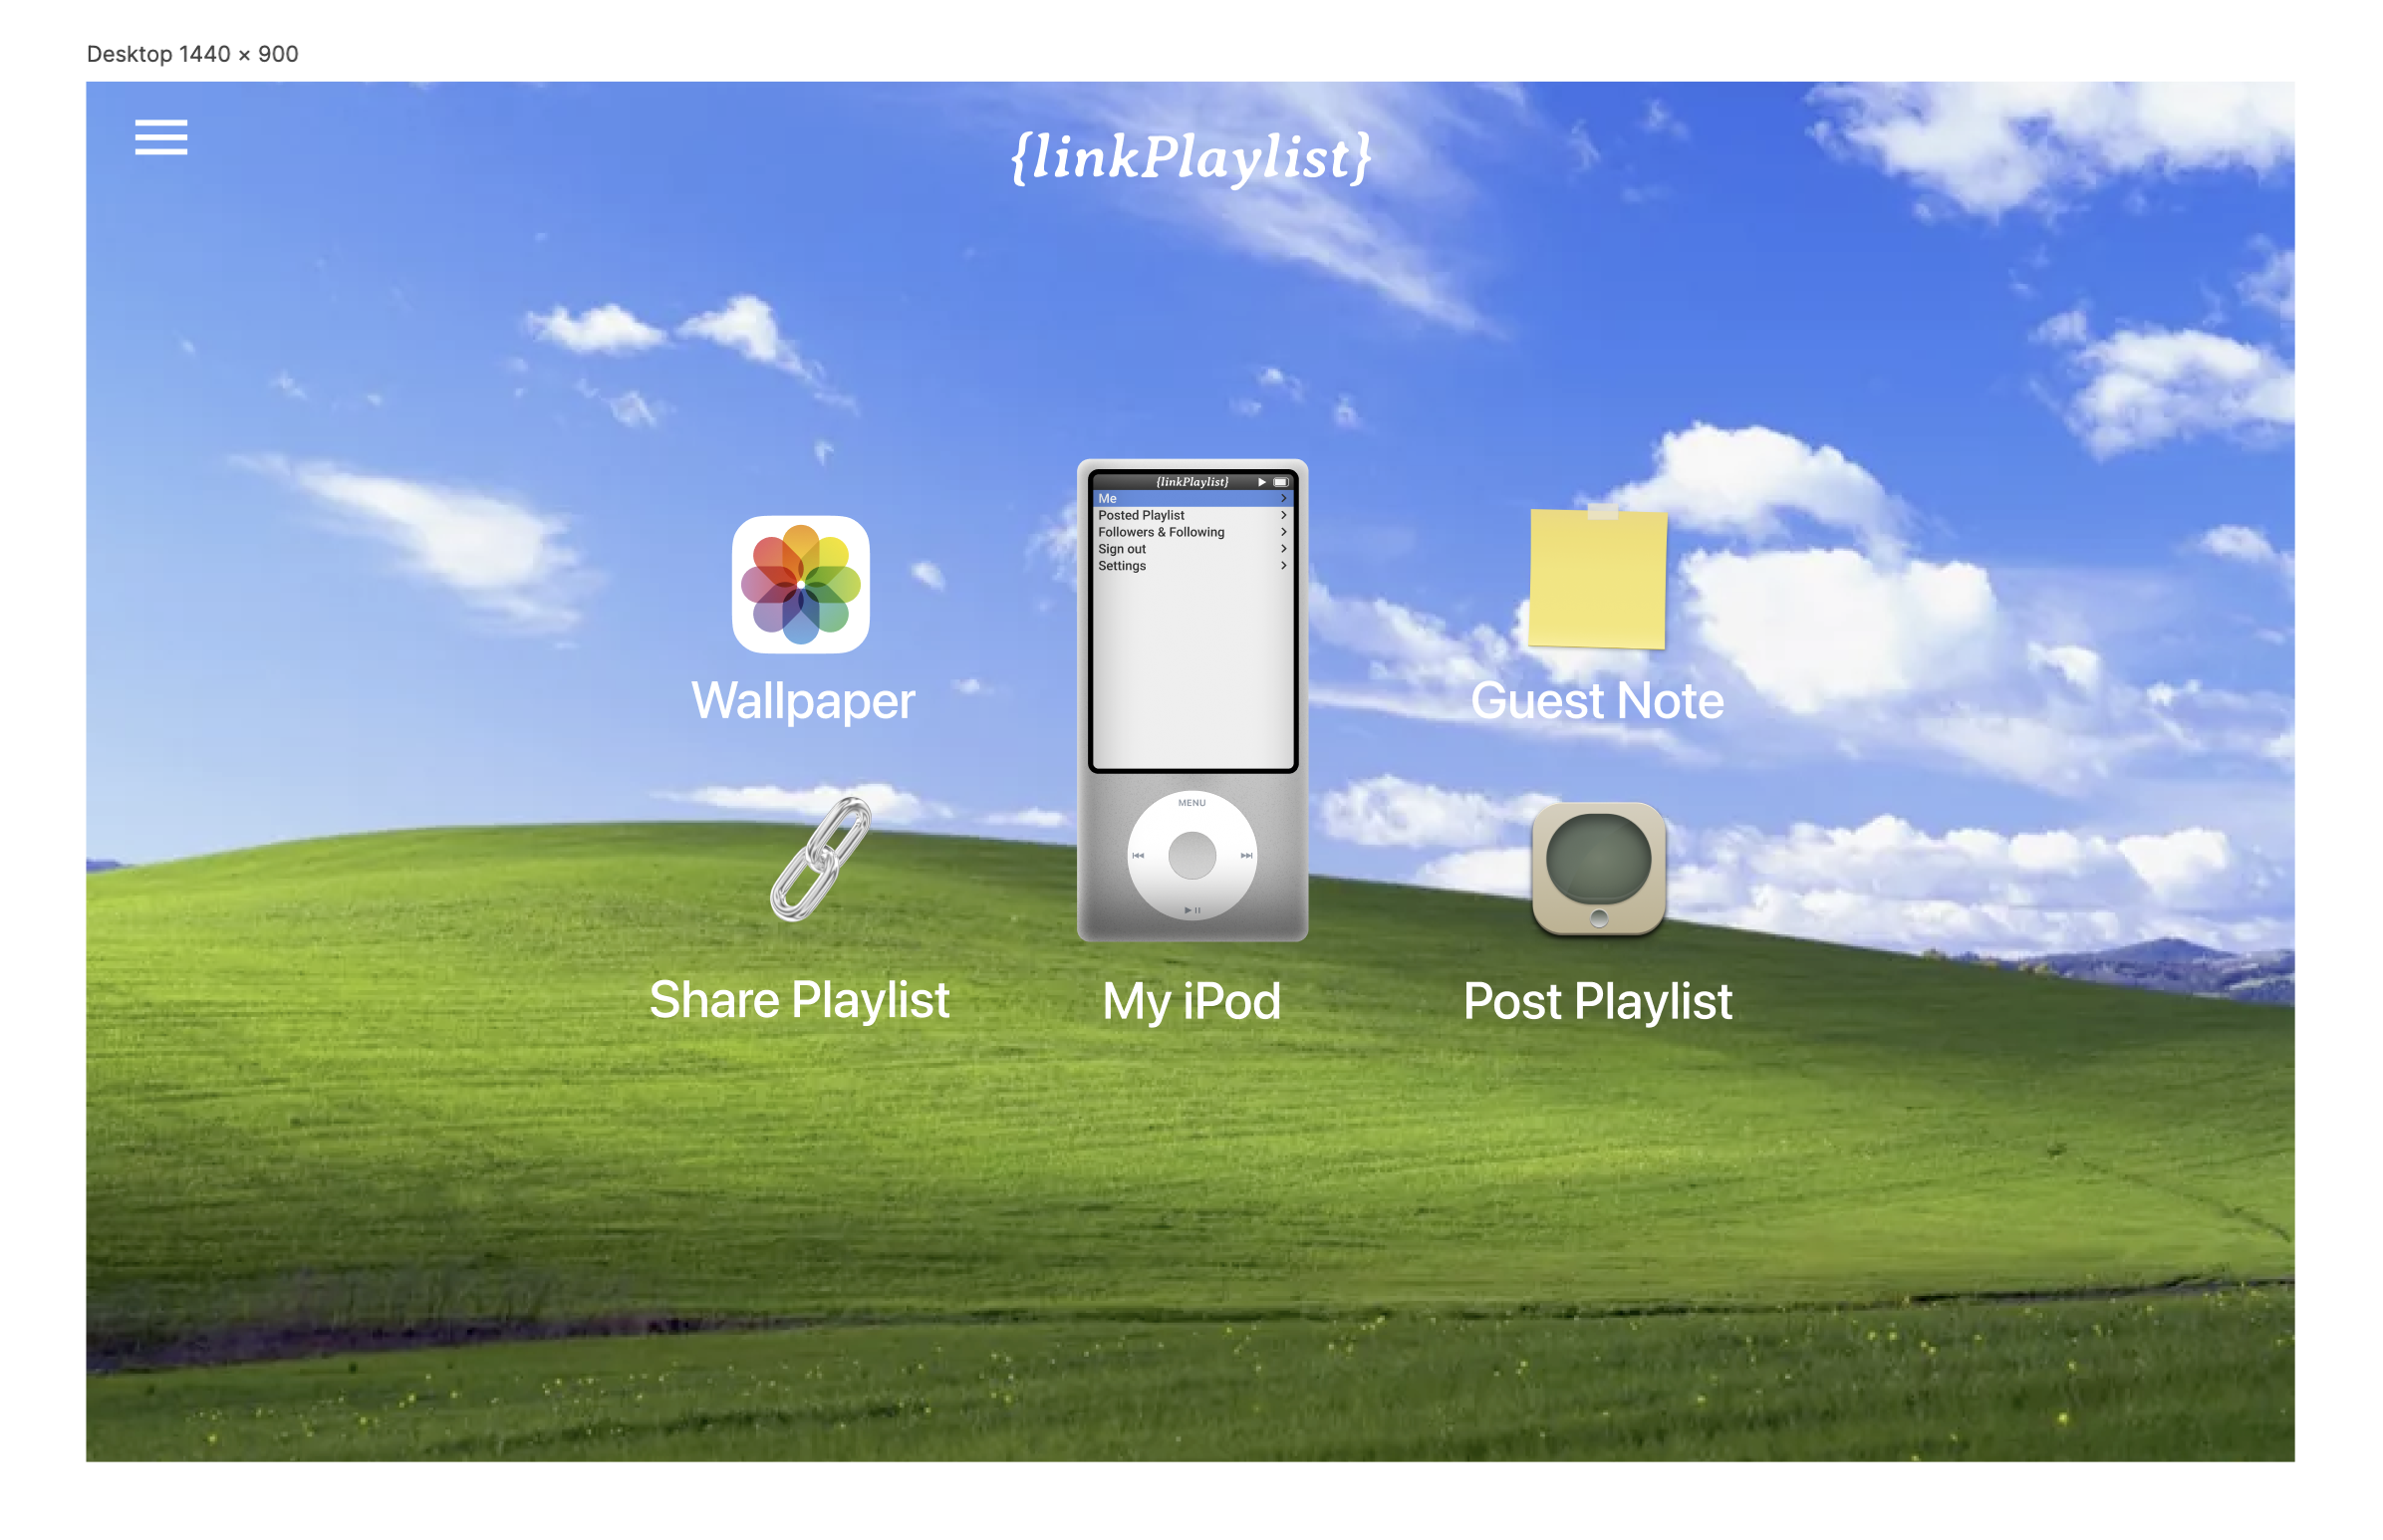 Desktop 1440 × 900
{linkPlaylist}
{linkPlaylist}
Me
Posted Playlist
Followers & Following
Sign out
Settings
MENU
Wallpaper
Guest Note
Share Playlist
My iPod
Post Playlist